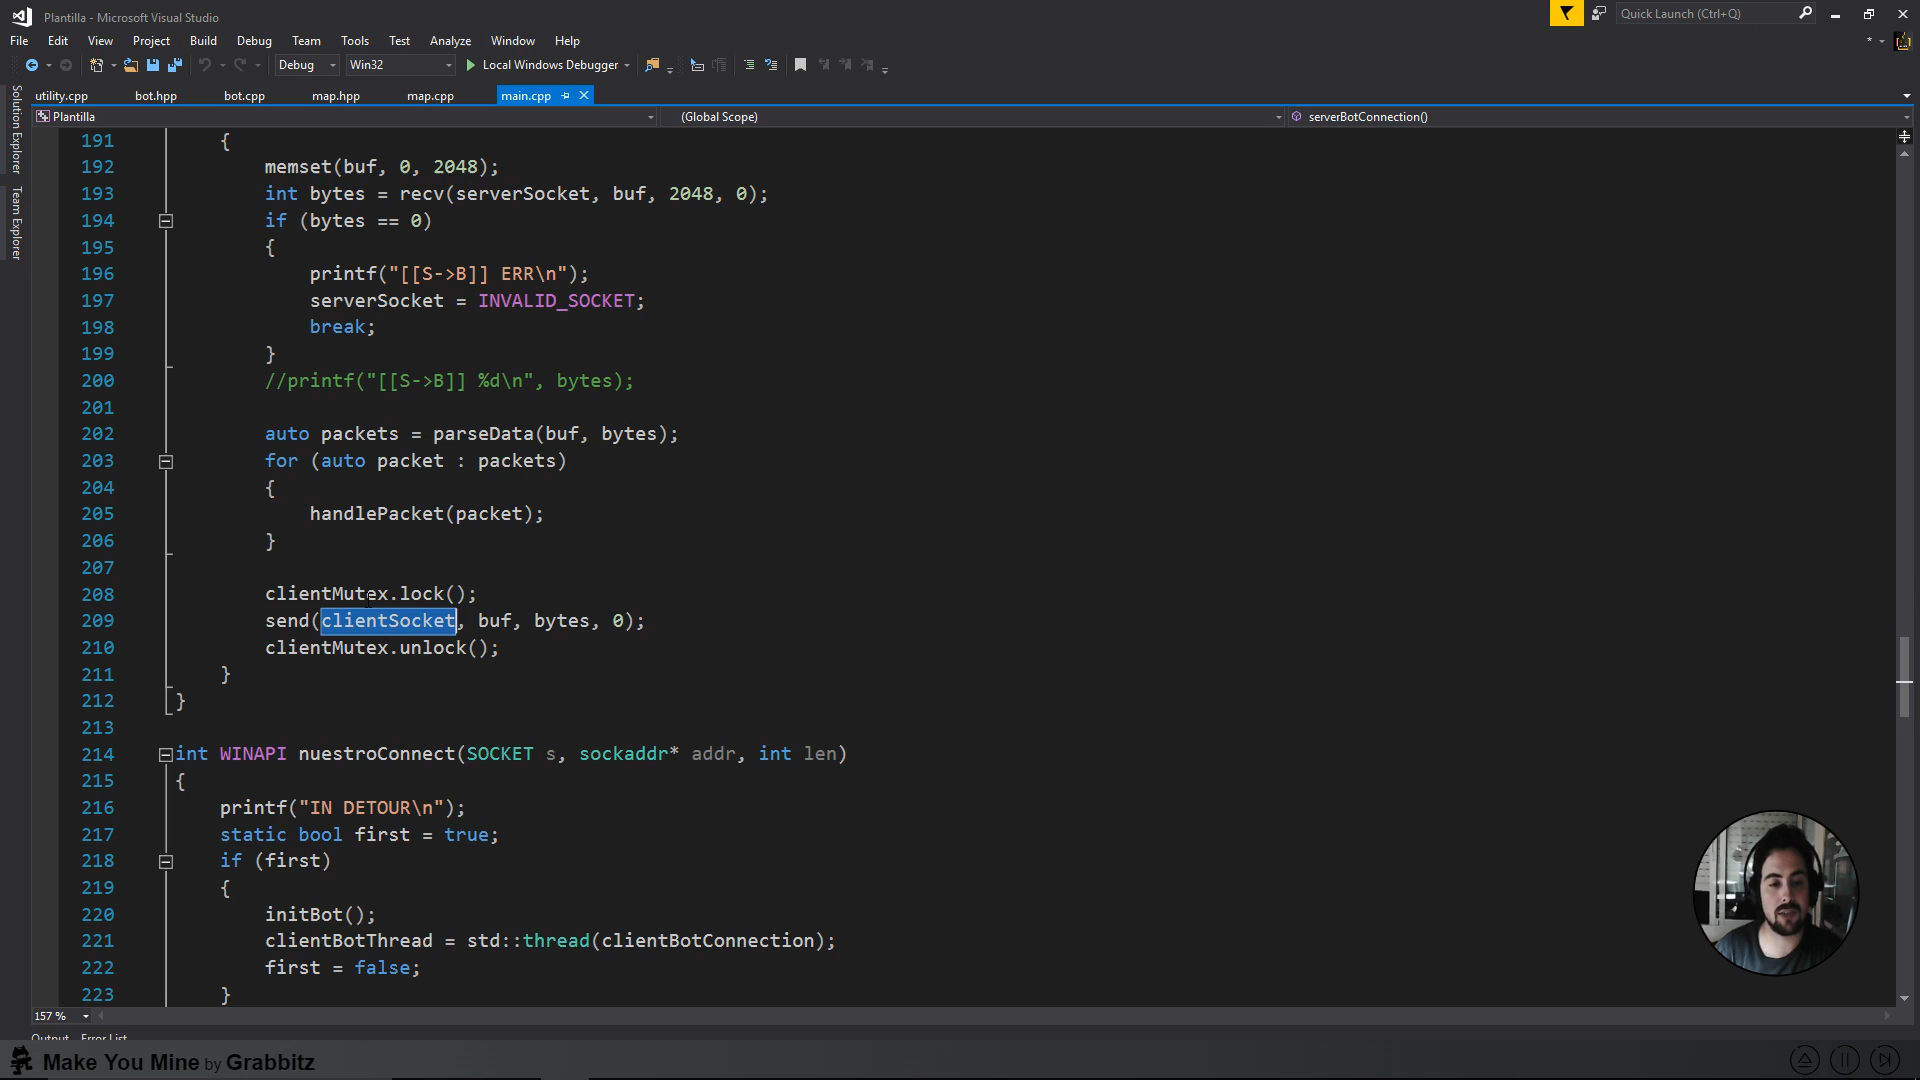 Plantilla - Microsoft Visual Studio
Quick Launch (Ctrl+Q)
File Edit View Project Build Debug Team Tools Test Analyze Window Help
Debug Win32 Local Windows Debugger
utility.cpp bot.hpp bot.cpp map.hpp map.cpp main.cpp
Plantilla (Global Scope) serverBotConnection()
Solution Explorer
Team Explorer
191 {
192 memset(buf, 0, 2048);
193 int bytes = recv(serverSocket, buf, 2048, 0);
194 if (bytes == 0)
195 {
196 printf("[[S->B]] ERR\n");
197 serverSocket = INVALID_SOCKET;
198 break;
199 }
200 //printf("[[S->B]] %d\n", bytes);
201
202 auto packets = parseData(buf, bytes);
203 for (auto packet : packets)
204 {
205 handlePacket(packet);
206 }
207
208 clientMutex.lock();
209 send(clientSocket, buf, bytes, 0);
210 clientMutex.unlock();
211 }
212 }
213
214 int WINAPI nuestroConnect(SOCKET s, sockaddr* addr, int len)
215 {
216 printf("IN DETOUR\n");
217 static bool first = true;
218 if (first)
219 {
220 initBot();
221 clientBotThread = std::thread(clientBotConnection);
222 first = false;
223 }
157 %
Output Error List
Make You Mine by Grabbitz